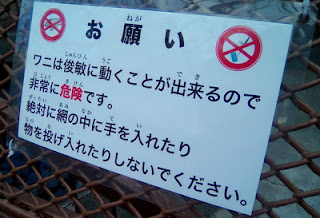 お願い
ワニは俊敏に動くことが出来るので
非常に危険です。
絶対に網の中に手を入れたり
物を投げ入れたりしないでください。